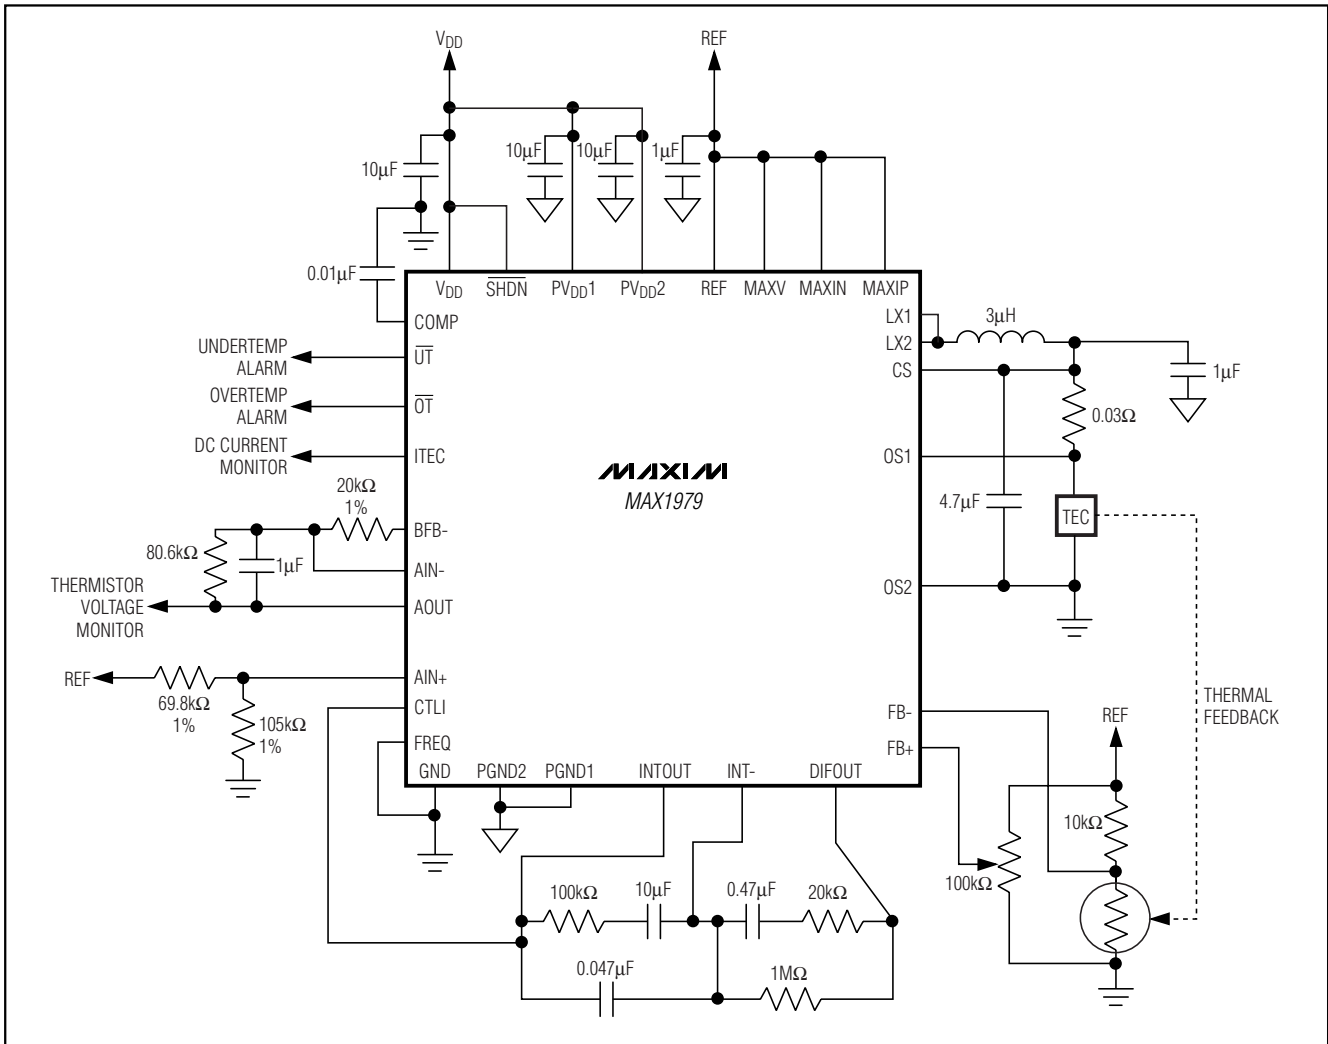 VDD
REF
10µF
10µF
10µF
1µF
0.01µF
VDD
SHDN
PVDD1
PVDD2
REF
MAXV
MAXIN
MAXIP
COMP
LX1
3µH
LX2
UNDERTEMP
ALARM
UT
CS
1µF
OVERTEMP
ALARM
OT
0.03Ω
DC CURRENT
MONITOR
ITEC
OS1
MAXIM
MAX1979
20kΩ
1%
4.7µF
TEC
BFB-
80.6kΩ
1µF
AIN-
THERMISTOR
VOLTAGE
MONITOR
AOUT
OS2
REF
AIN+
69.8kΩ
1%
CTLI
105kΩ
1%
THERMAL
FEEDBACK
FB-
REF
FREQ
FB+
GND
PGND2
PGND1
INTOUT
INT-
DIFOUT
10kΩ
100kΩ
100kΩ
10µF
0.47µF
20kΩ
0.047µF
1MΩ